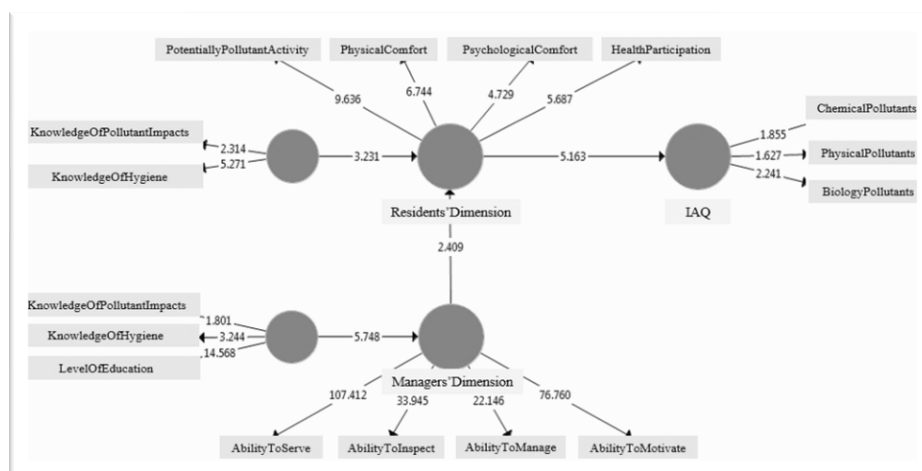 PotentiallyPollutantActivity PhysicalComfort PsychologicalComfort HealthParticipation
9.636 6.744 4.729 5.687
KnowledgeOfPollutantImpacts
2.314
5.271
KnowledgeOfHygiene
3.231
5.163
ChemicalPollutants
1.855
PhysicalPollutants
1.627
2.241
BiologyPollutants
Residents'Dimension
IAQ
2.409
KnowledgeOfPollutantImpacts
1.801
KnowledgeOfHygiene
3.244
14.568
LevelOfEducation
5.748
Managers'Dimension
107.412 33.945 22.146 76.760
AbilityToServe AbilityToInspect AbilityToManage AbilityToMotivate